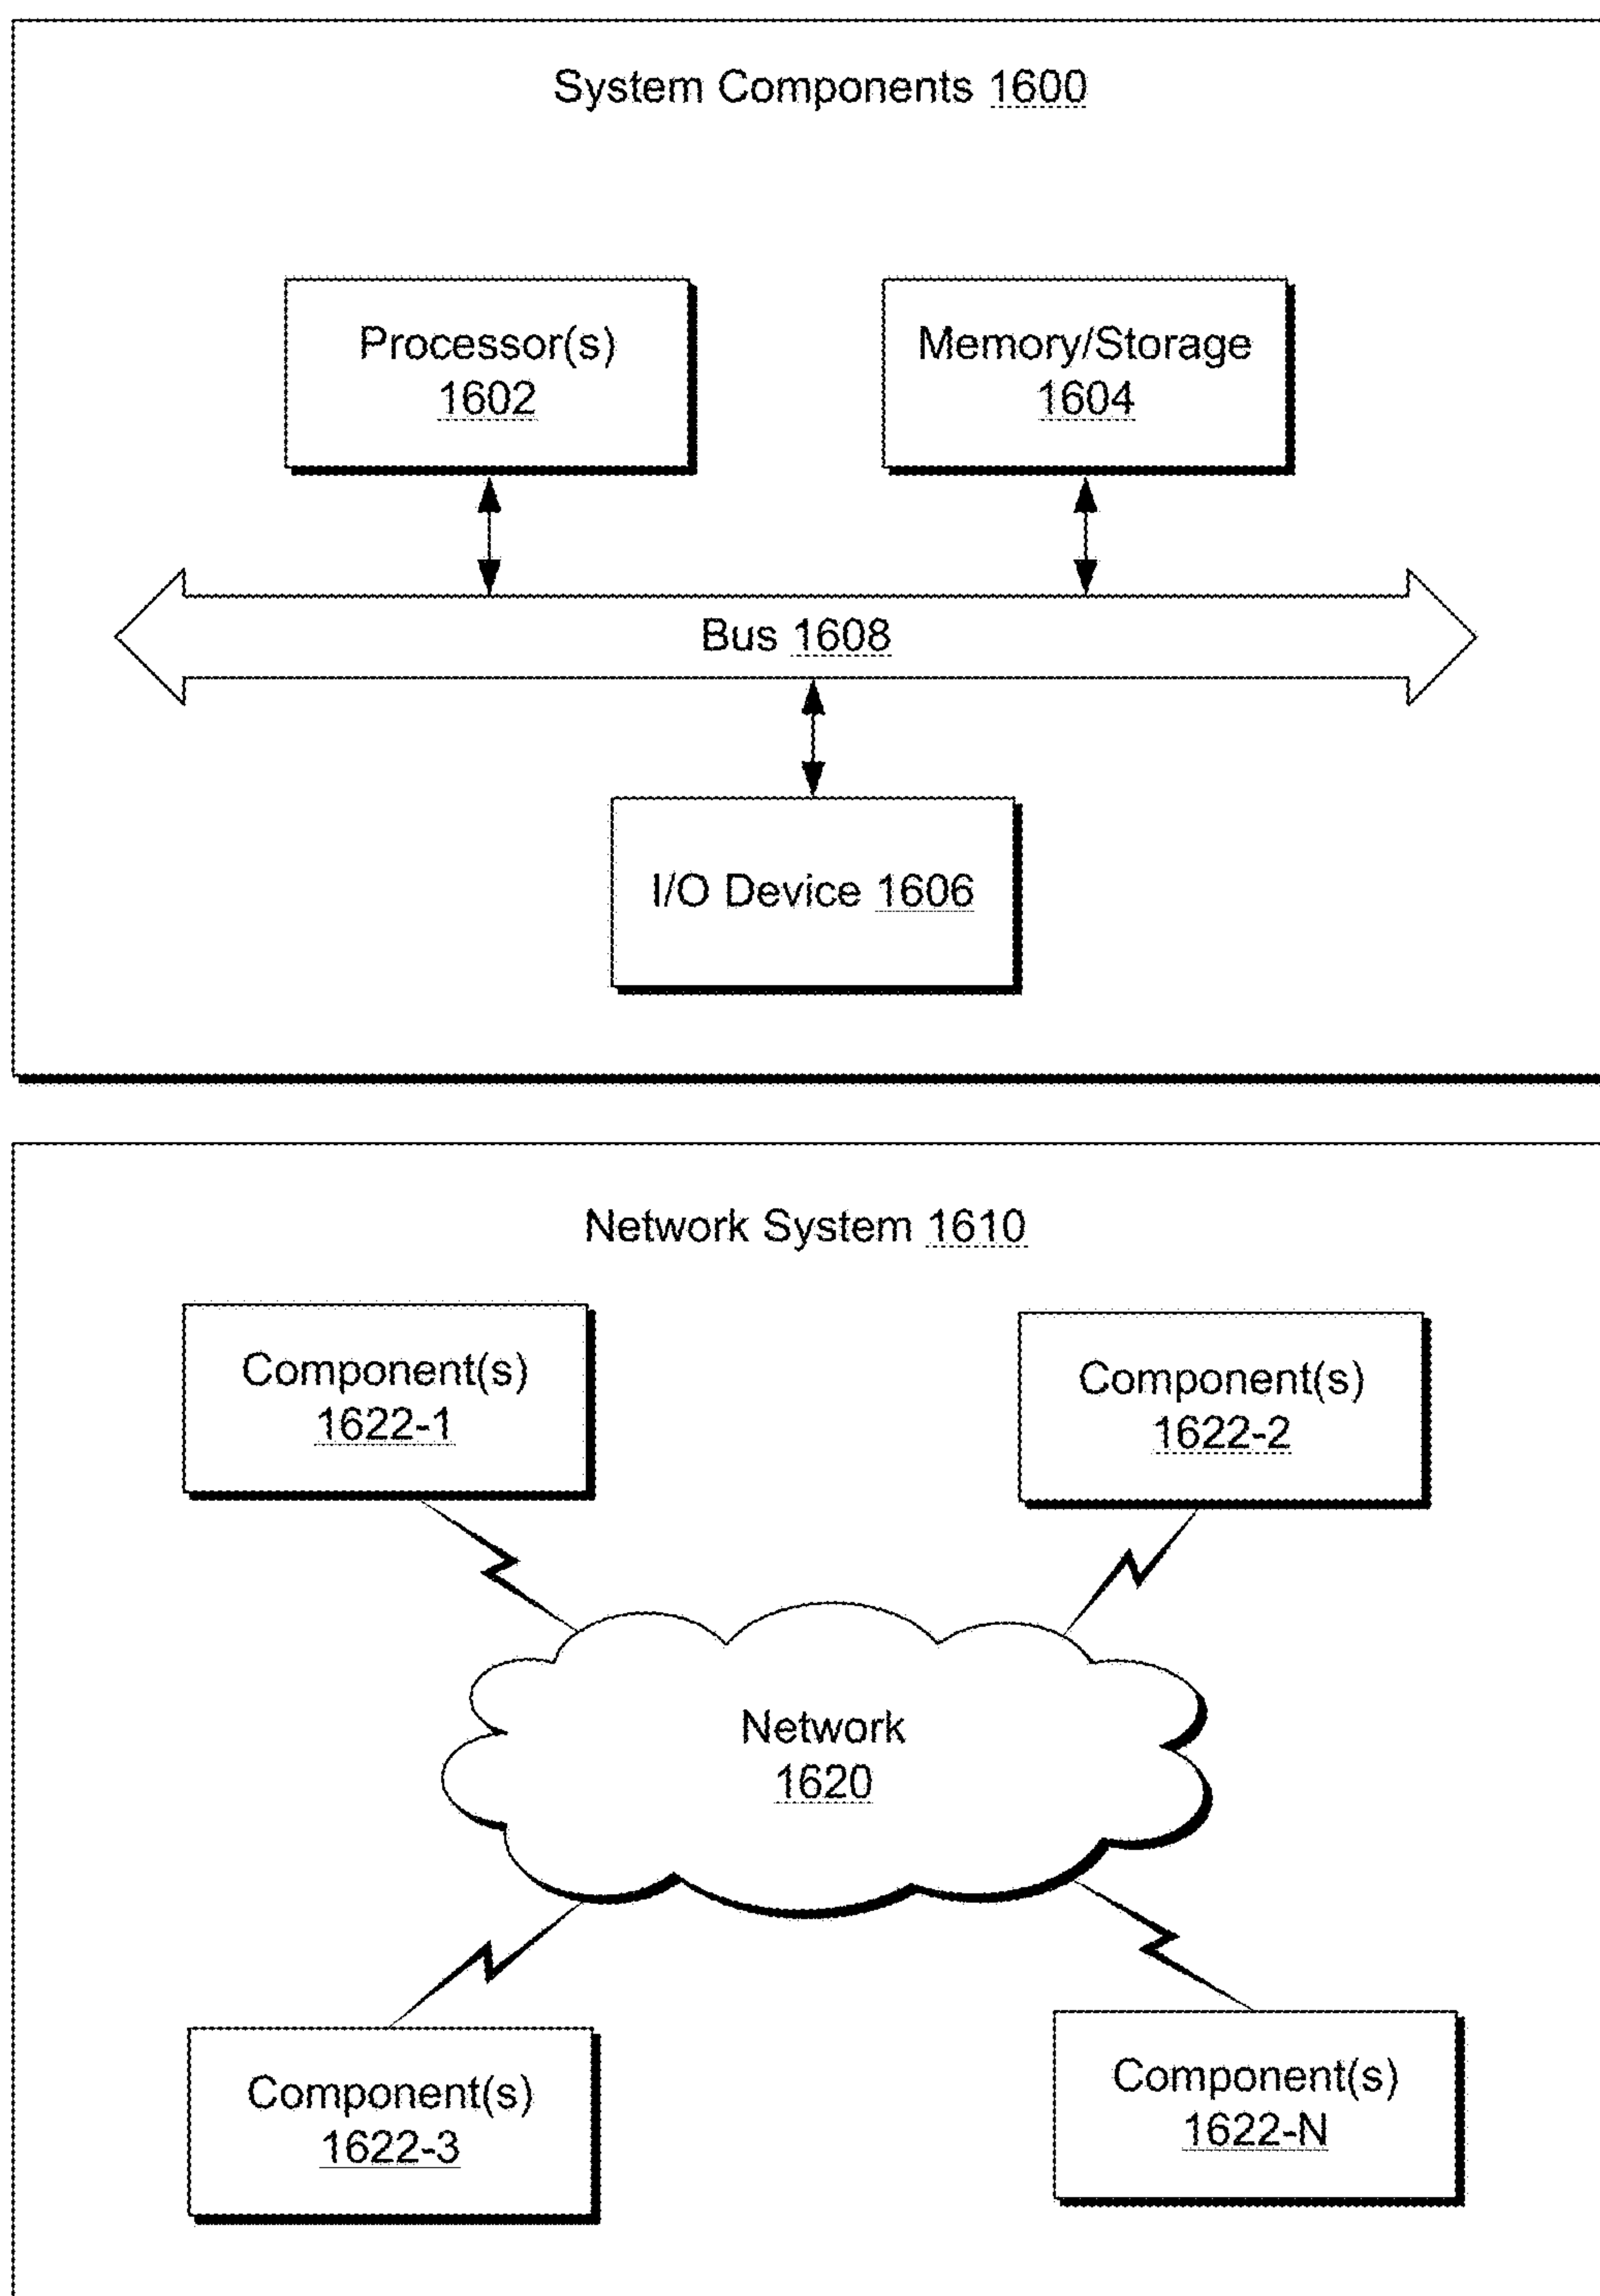 System Components 1600
Processor(s)
1602
Memory/Storage
1604
Bus 1608
I/O Device 1606
Network System 1610
Component(s)
1622-1
Component(s)
1622-2
Network
1620
Component(s)
1622-3
Component(s)
1622-N